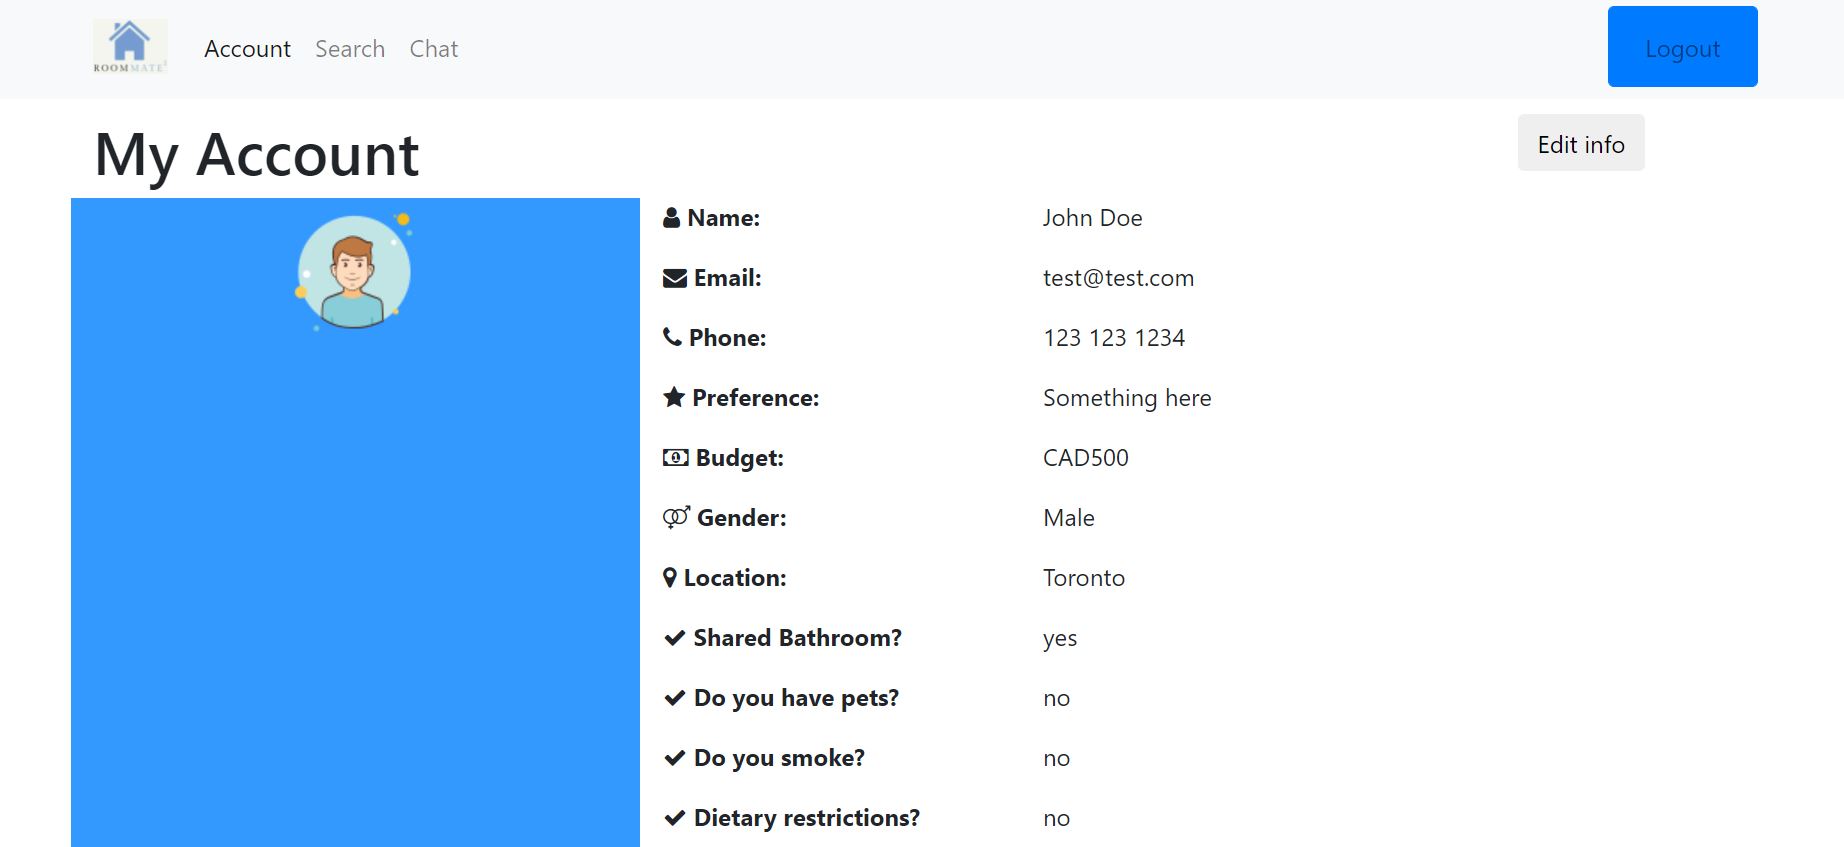 ROOMMATE
Account Search Chat
Logout
My Account
Edit info
Name: John Doe
Email: test@test.com
Phone: 123 123 1234
Preference: Something here
Budget: CAD500
Gender: Male
Location: Toronto
Shared Bathroom? yes
Do you have pets? no
Do you smoke? no
Dietary restrictions? no